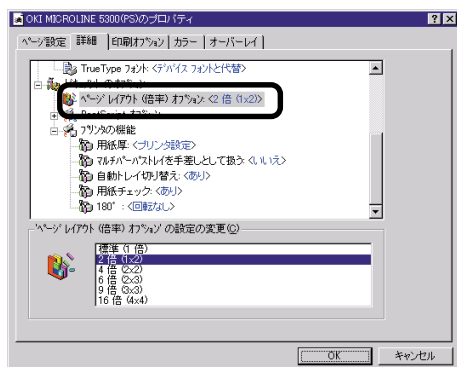 OKI MICROLINE 5300(PS)のプロパティ
ページ設定 詳細 印刷オプション カラー オーバーレイ
TrueType フォント: <デバイス フォントと代替>
ページ レイアウト (倍率) オプション: <2 倍 (1x2)>
プリンタの機能
用紙厚: <プリンタ設定>
マルチパーパストレイを手差しとして扱う: <いいえ>
自動トレイ切り替え: <あり>
用紙チェック: <あり>
180° : <回転なし>
'ページ レイアウト (倍率) オプション' の設定の変更(C)
標準 (1 倍)
2 倍 (1x2)
4 倍 (2x2)
6 倍 (2x3)
9 倍 (3x3)
16 倍 (4x4)
OK キャンセル